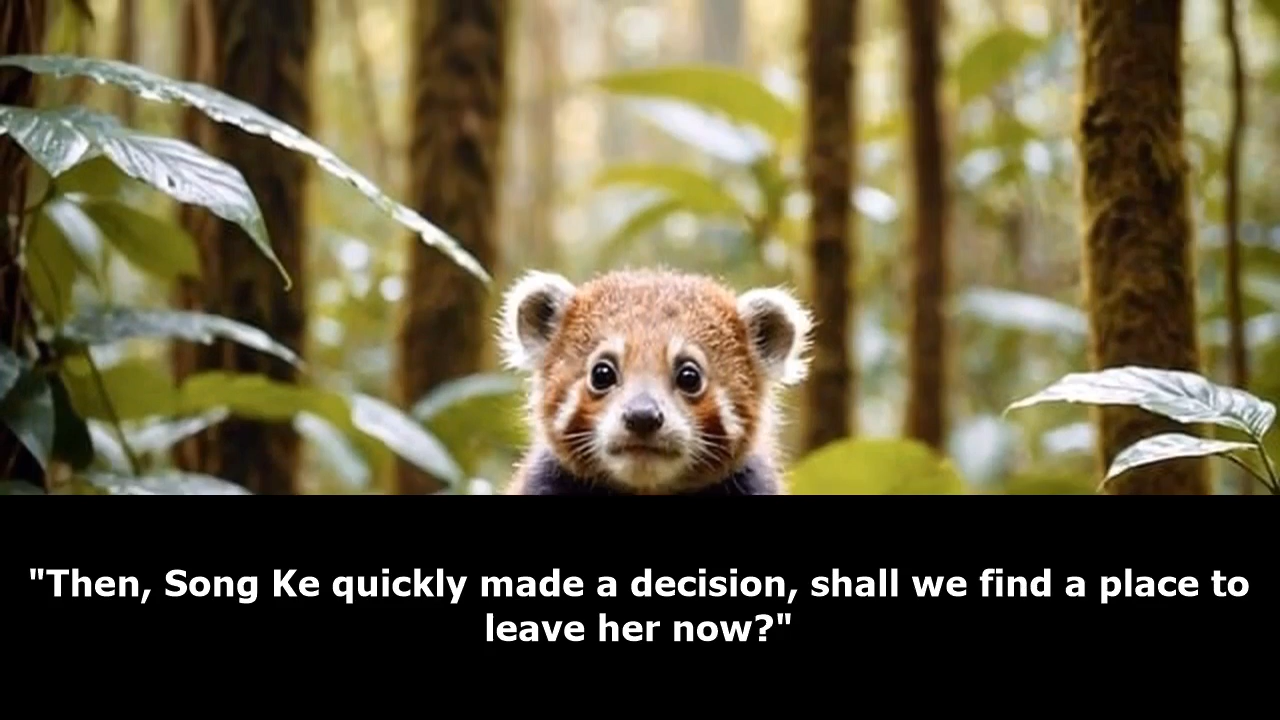 "Then, Song Ke quickly made a decision, shall we find a place to
leave her now?"